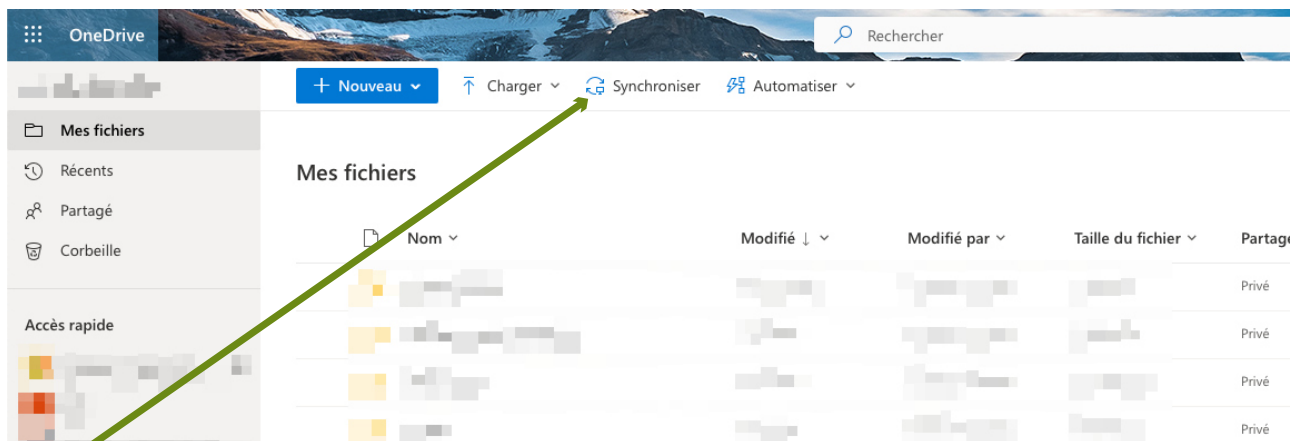 OneDrive
Rechercher
Nouveau
Charger
Synchroniser
Automatiser
Mes fichiers
Récents
Partagé
Corbeille
Accès rapide
Mes fichiers
Nom
Modifié ↓
Modifié par
Taille du fichier
Partage
Privé
Privé
Privé
Privé